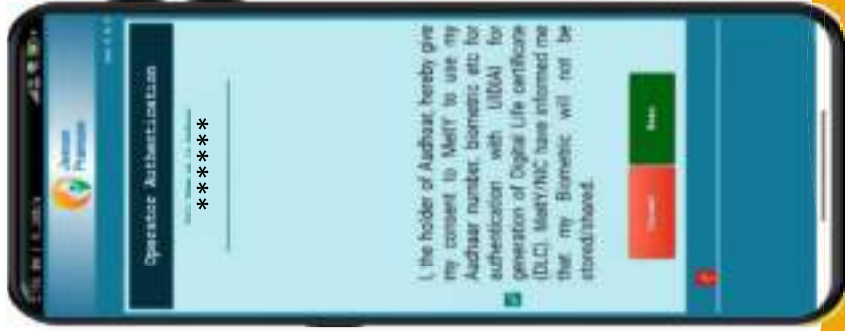 Jeevan
Pramaan
Operator Authentication
*******
I, the holder of Aadhaar, hereby give
my consent to MeitY to use my
Aadhaar number, biometric etc for
authentication with UID(A)I for
generation of Digital Life certificate
(DLC). MeitY/NIC have informed me
that my Biometric will not be
stored/shared.